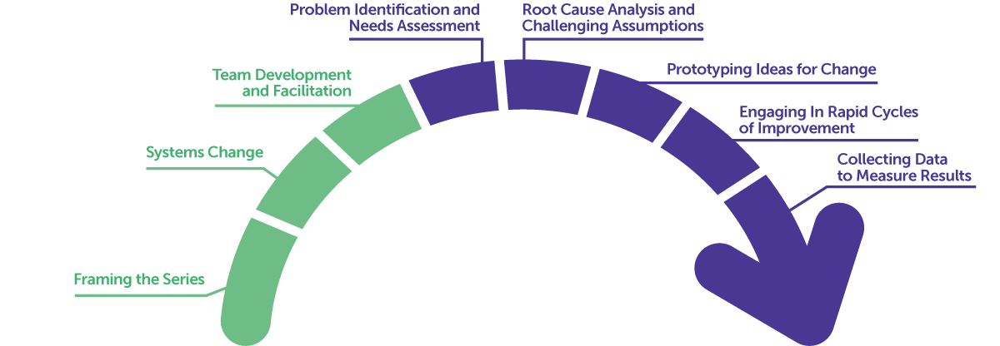 Framing the Series
Systems Change
Team Development
and Facilitation
Problem Identification and
Needs Assessment
Root Cause Analysis and
Challenging Assumptions
Prototyping Ideas for Change
Engaging In Rapid Cycles
of Improvement
Collecting Data
to Measure Results